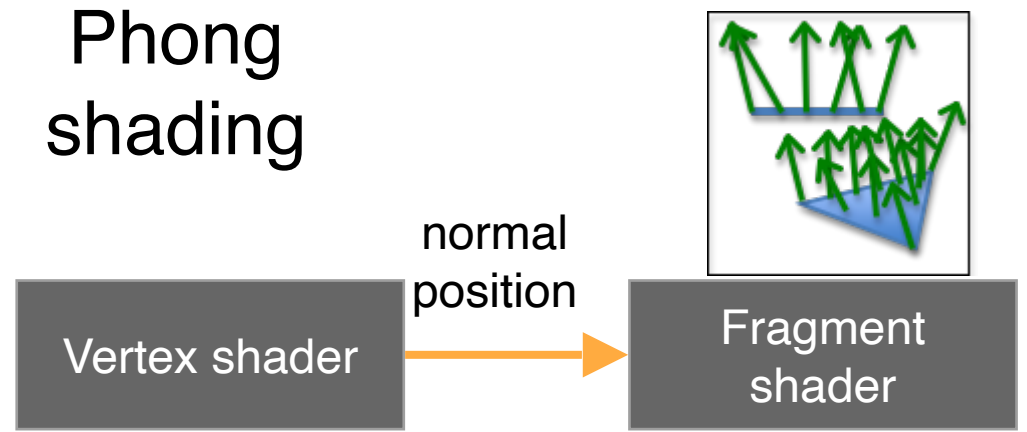 Phong
shading
normal
position
Vertex shader
Fragment
shader